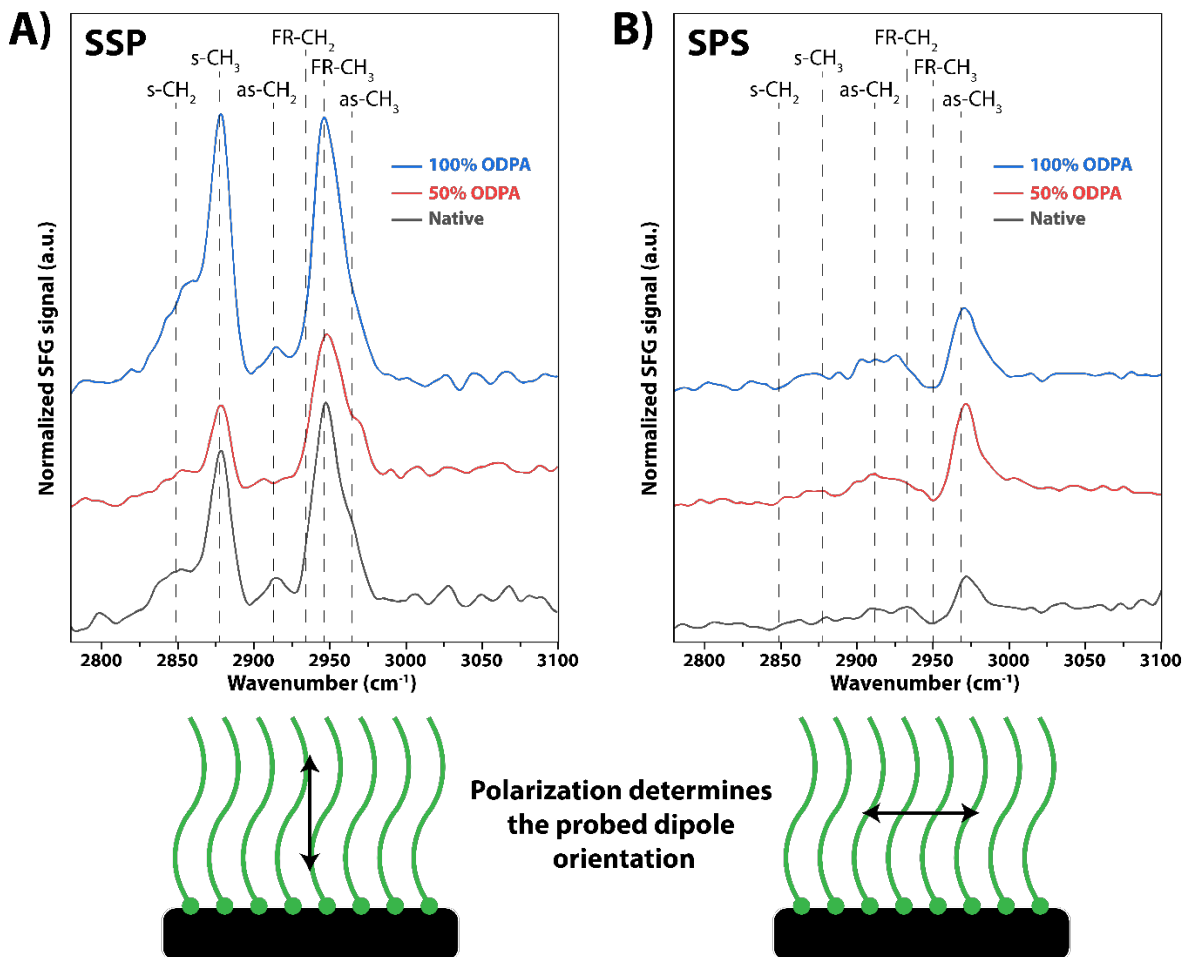 A)
SSP
FR-CH₂
s-CH₃
FR-CH₃
s-CH₂
as-CH₂
as-CH₃
100% ODPA
50% ODPA
Native
Normalized SFG signal (a.u.)
2800 2850 2900 2950 3000 3050 3100
Wavenumber (cm⁻¹)
B)
SPS
FR-CH₂
s-CH₃
FR-CH₃
s-CH₂
as-CH₂
as-CH₃
100% ODPA
50% ODPA
Native
Normalized SFG signal (a.u.)
2800 2850 2900 2950 3000 3050 3100
Wavenumber (cm⁻¹)
Polarization determines
the probed dipole
orientation